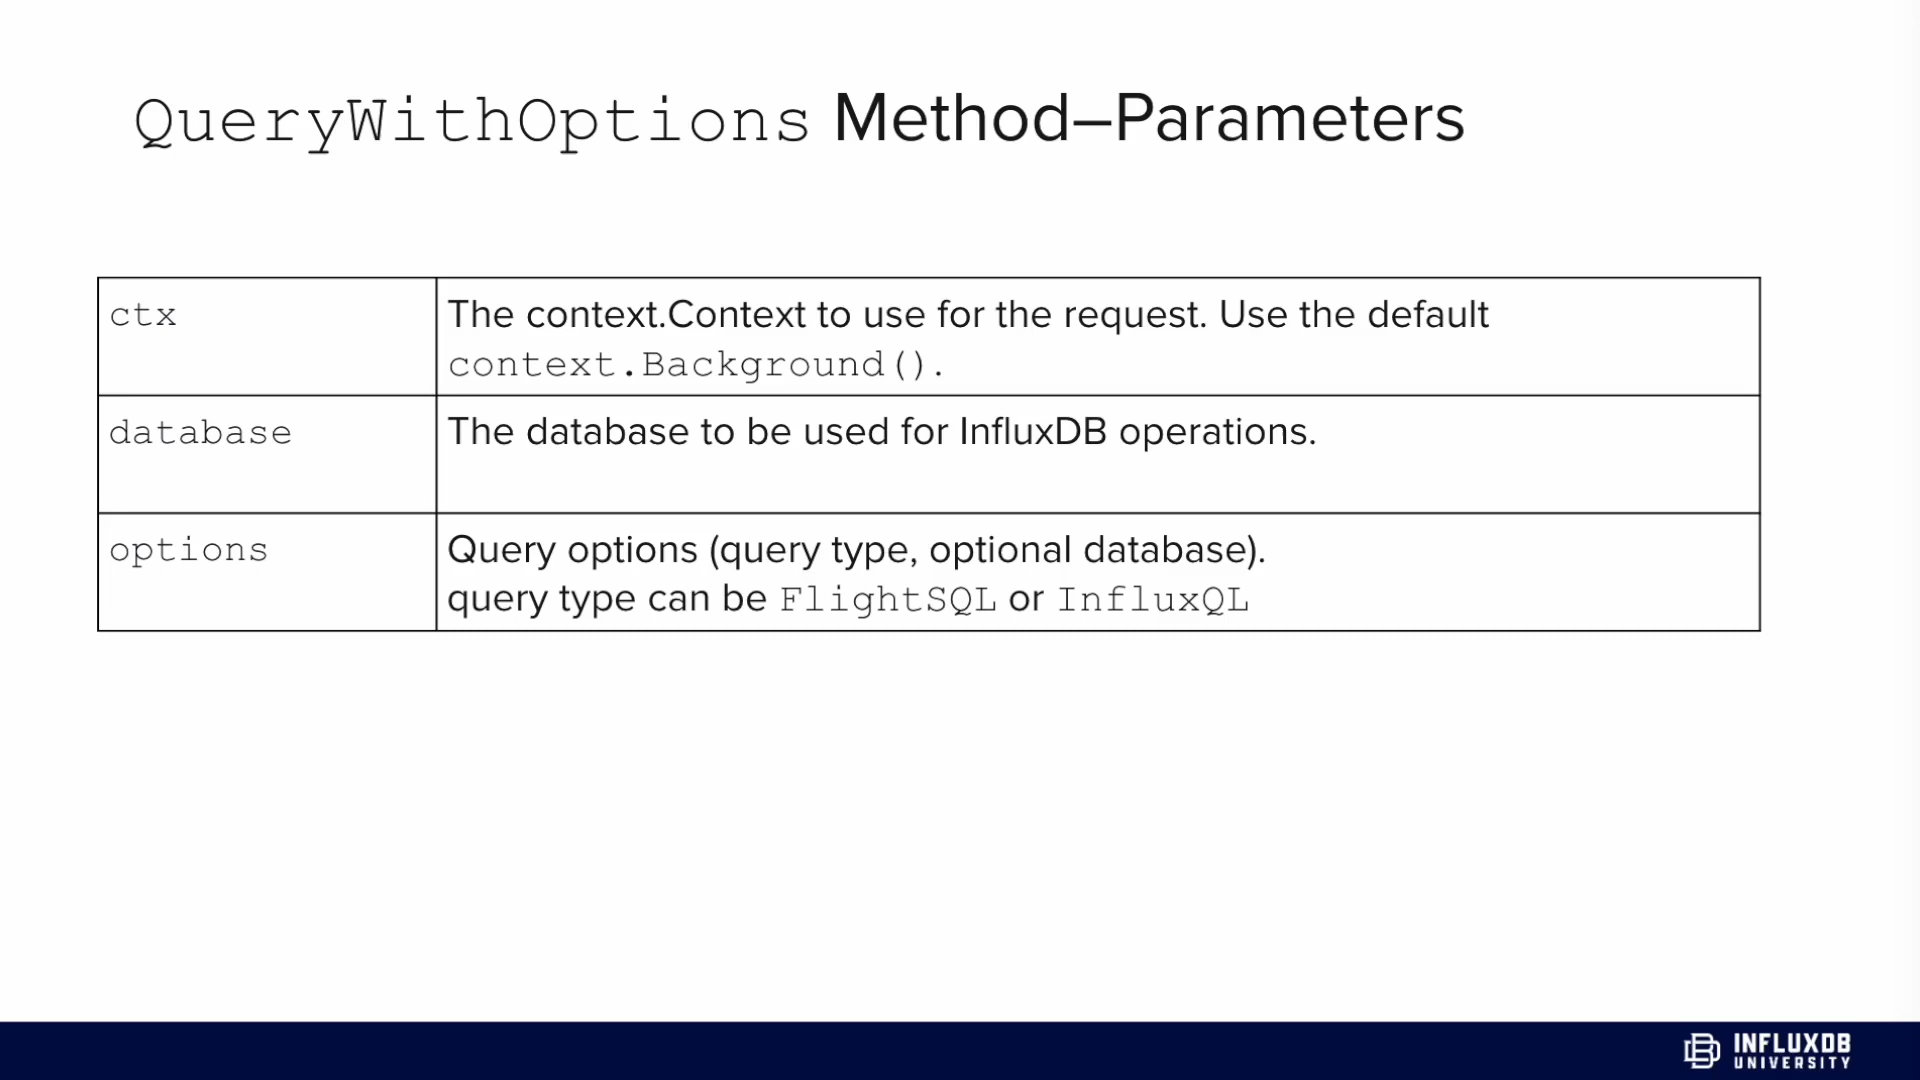 QueryWithOptions Method–Parameters
ctx
The context.Context to use for the request. Use the default
context.Background().
database
The database to be used for InfluxDB operations.
options
Query options (query type, optional database).
query type can be FlightSQL or InfluxQL
INFLUXDB
UNIVERSITY